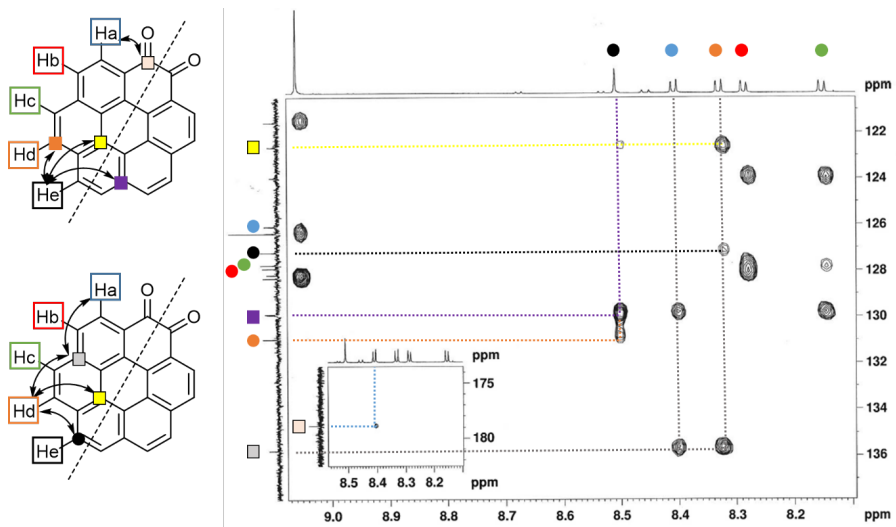 Ha
O
O
Hb
Hc
Hd
He
Ha
O
O
Hb
Hc
Hd
He
ppm
122
124
126
128
130
132
134
136
ppm
175
180
8.5 8.4 8.3 8.2
ppm
9.0 8.9 8.8 8.7 8.6 8.5 8.4 8.3 8.2 ppm